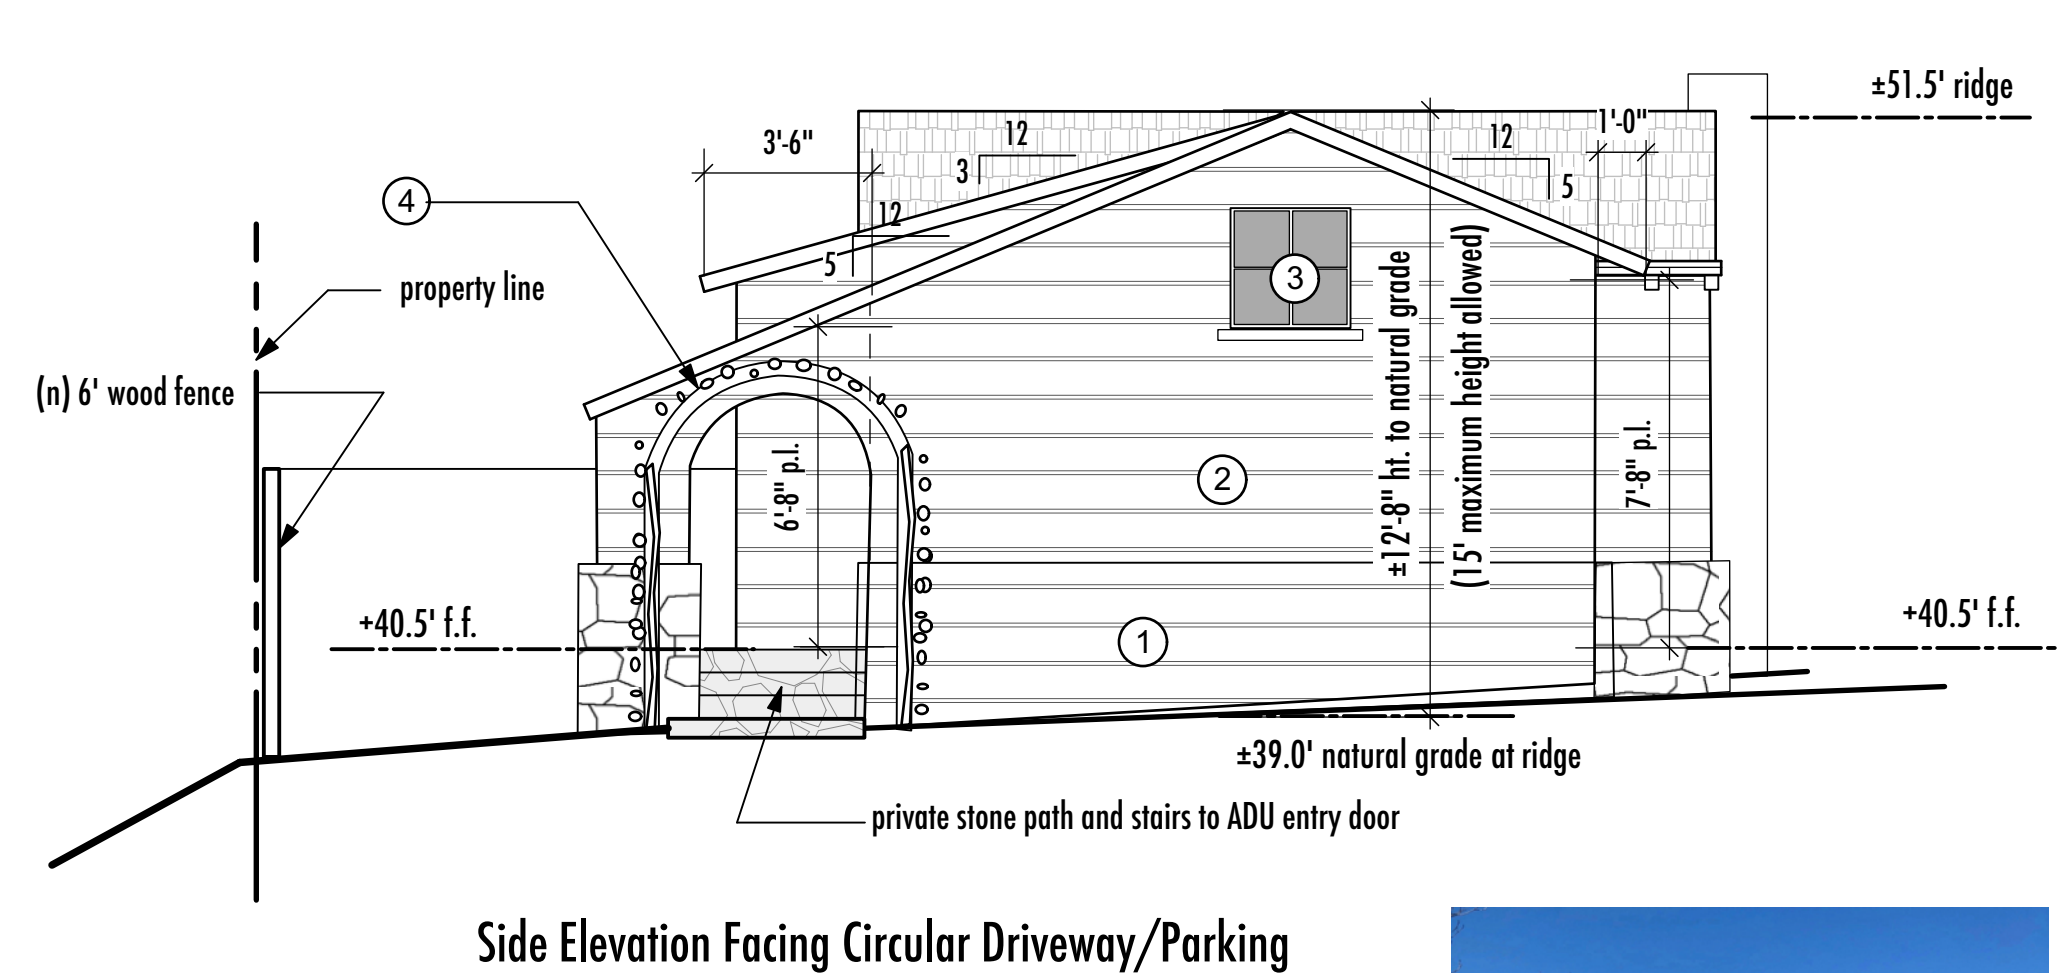 ±51.5' ridge
3'-6"
12
3
12
5
1'-0"
4
12
5
3
property line
(n) 6' wood fence
±12'-8" ht. to natural grade
(15' maximum height allowed)
6'-8" p.l.
7'-8" p.l.
2
1
+40.5' f.f.
+40.5' f.f.
±39.0' natural grade at ridge
private stone path and stairs to ADU entry door
Side Elevation Facing Circular Driveway/Parking